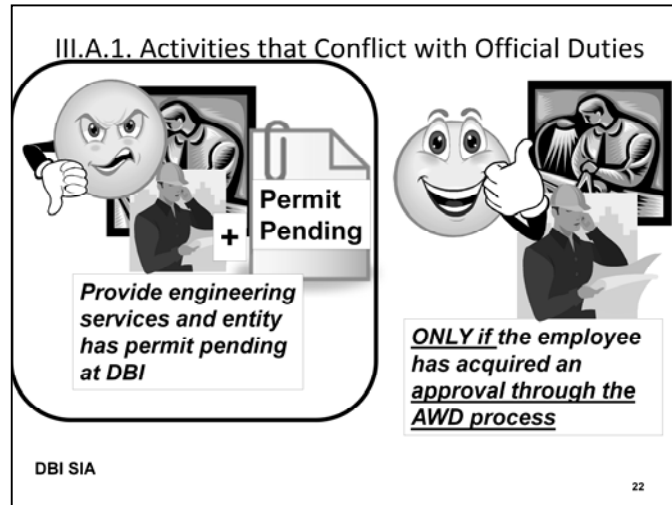 III.A.1. Activities that Conflict with Official Duties
+
Permit
Pending
Provide engineering
services and entity
has permit pending
at DBI
ONLY if the employee
has acquired an
approval through the
AWD process
DBI SIA
22